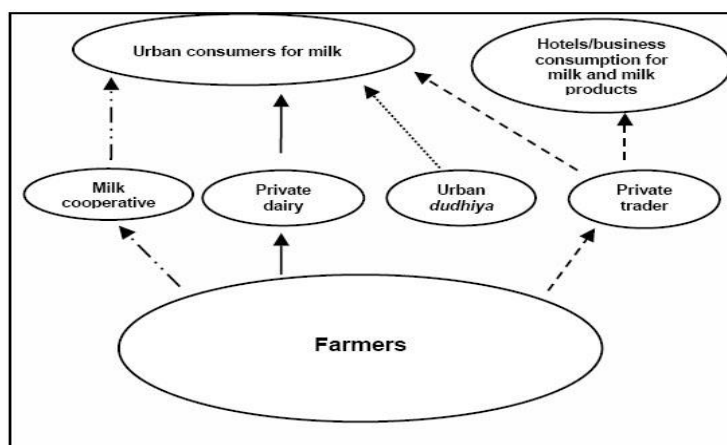 Urban consumers for milk
Hotels/business
consumption for
milk and milk
products
Milk
cooperative
Private
dairy
Urban
dudhiya
Private
trader
Farmers